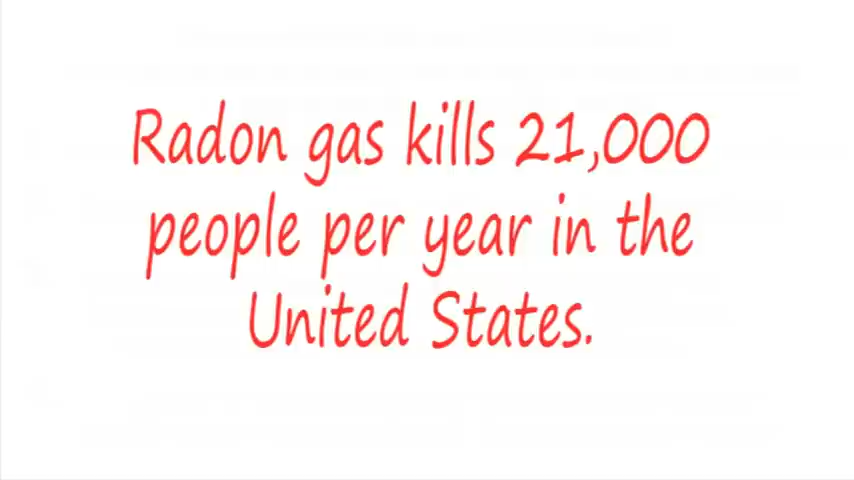 Radon gas kills 21,000
people per year in the
United States.